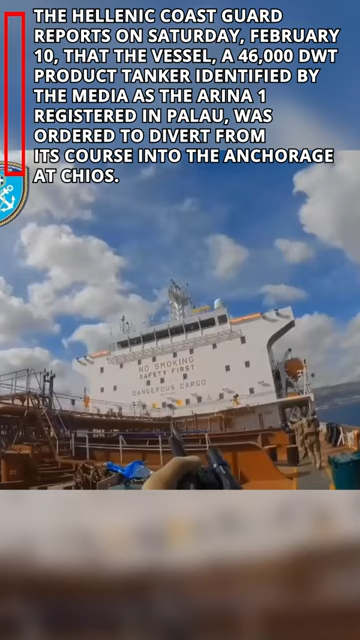 THE HELLENIC COAST GUARD
REPORTS ON SATURDAY, FEBRUARY
10, THAT THE VESSEL, A 46,000 DWT
PRODUCT TANKER IDENTIFIED BY
THE MEDIA AS THE ARINA 1
REGISTERED IN PALAU, WAS
ORDERED TO DIVERT FROM
ITS COURSE INTO THE ANCHORAGE
AT CHIOS.
NO SMOKING
SAFETY FIRST
DANGEROUS CARGO